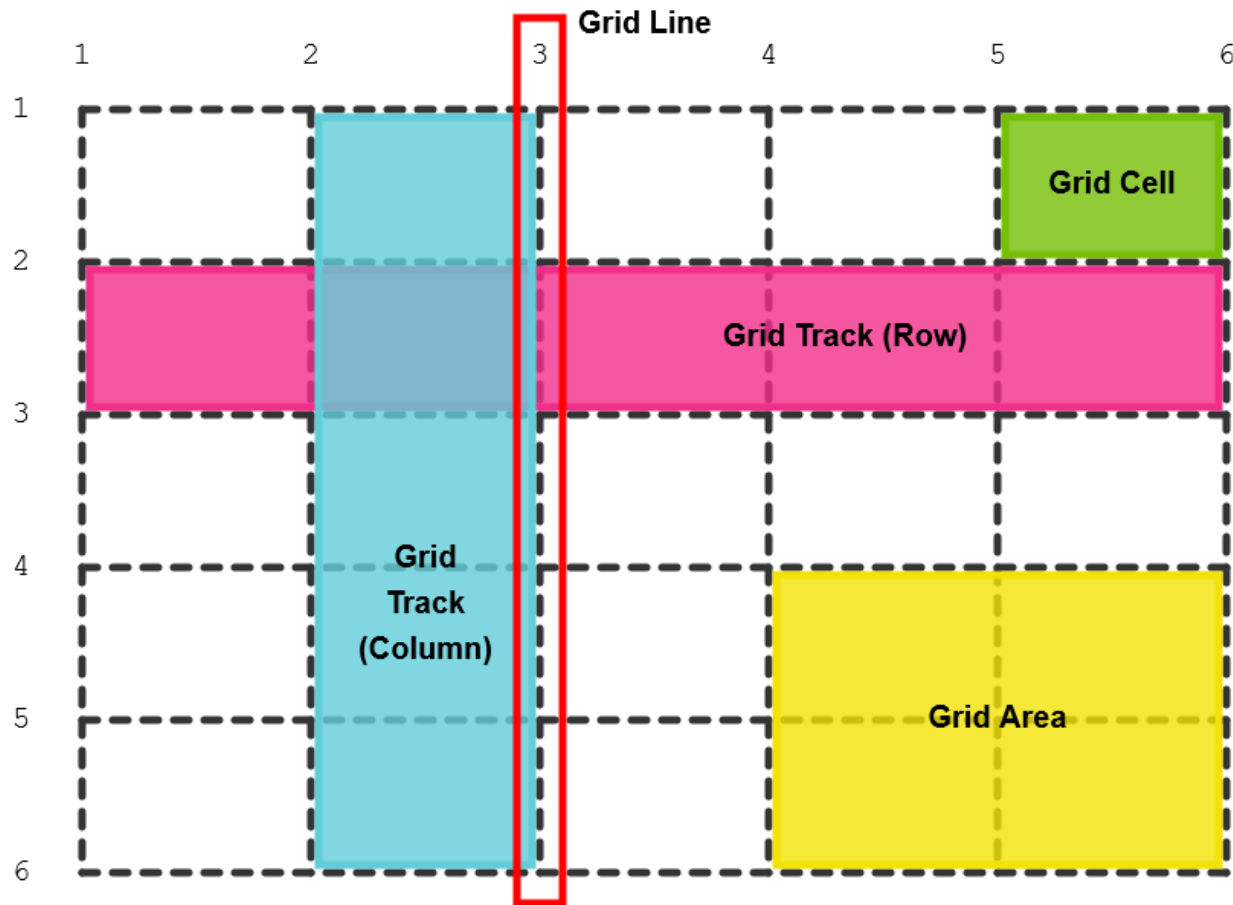 Grid Line
1 2 3 4 5 6
1
Grid Cell
2
Grid Track (Row)
3
4
Grid
Track
(Column)
5
Grid Area
6